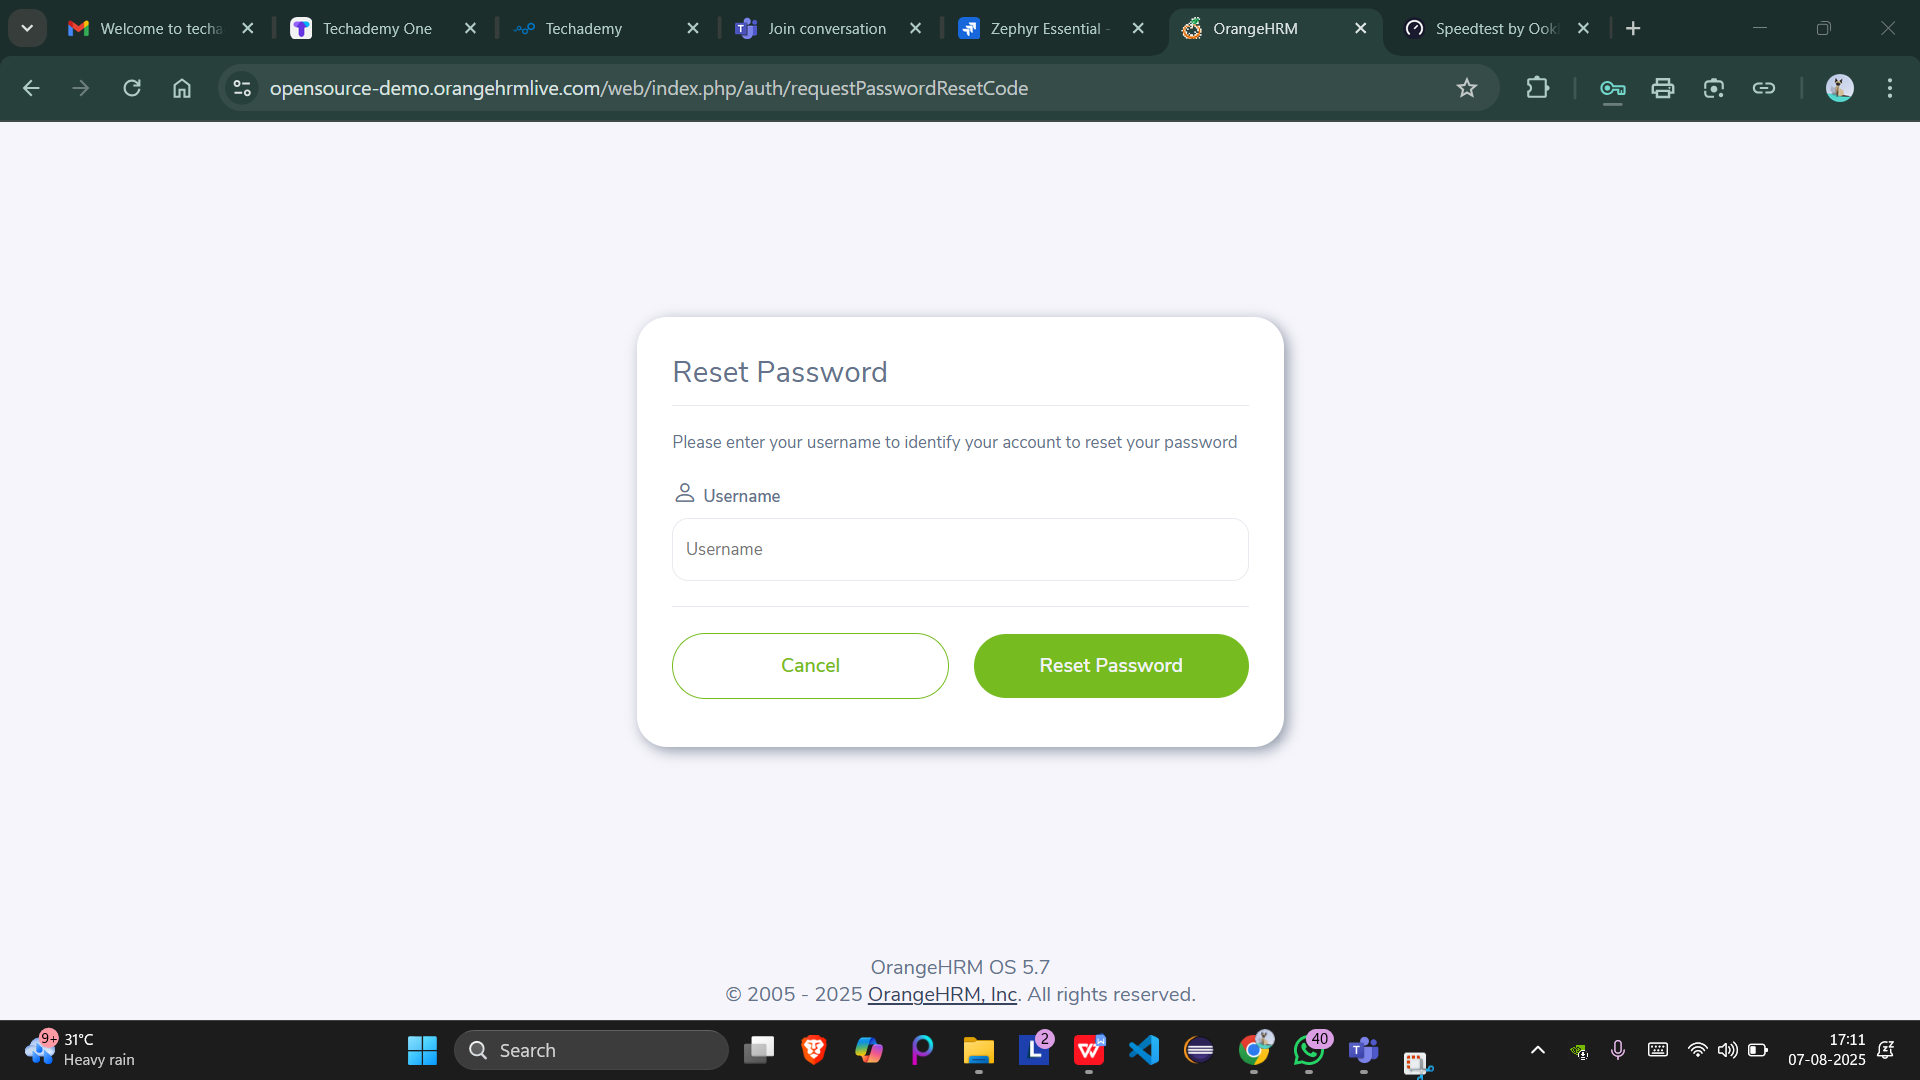 Welcome to techa
Techademy One
Techademy
Join conversation
Zephyr Essential -
OrangeHRM
Speedtest by Ookl
opensource-demo.orangehrmlive.com/web/index.php/auth/requestPasswordResetCode
Reset Password
Please enter your username to identify your account to reset your password
Username
Username
Cancel
Reset Password
OrangeHRM OS 5.7
© 2005 - 2025 OrangeHRM, Inc. All rights reserved.
9+
31°C
Heavy rain
Search
2
40
17:11
07-08-2025